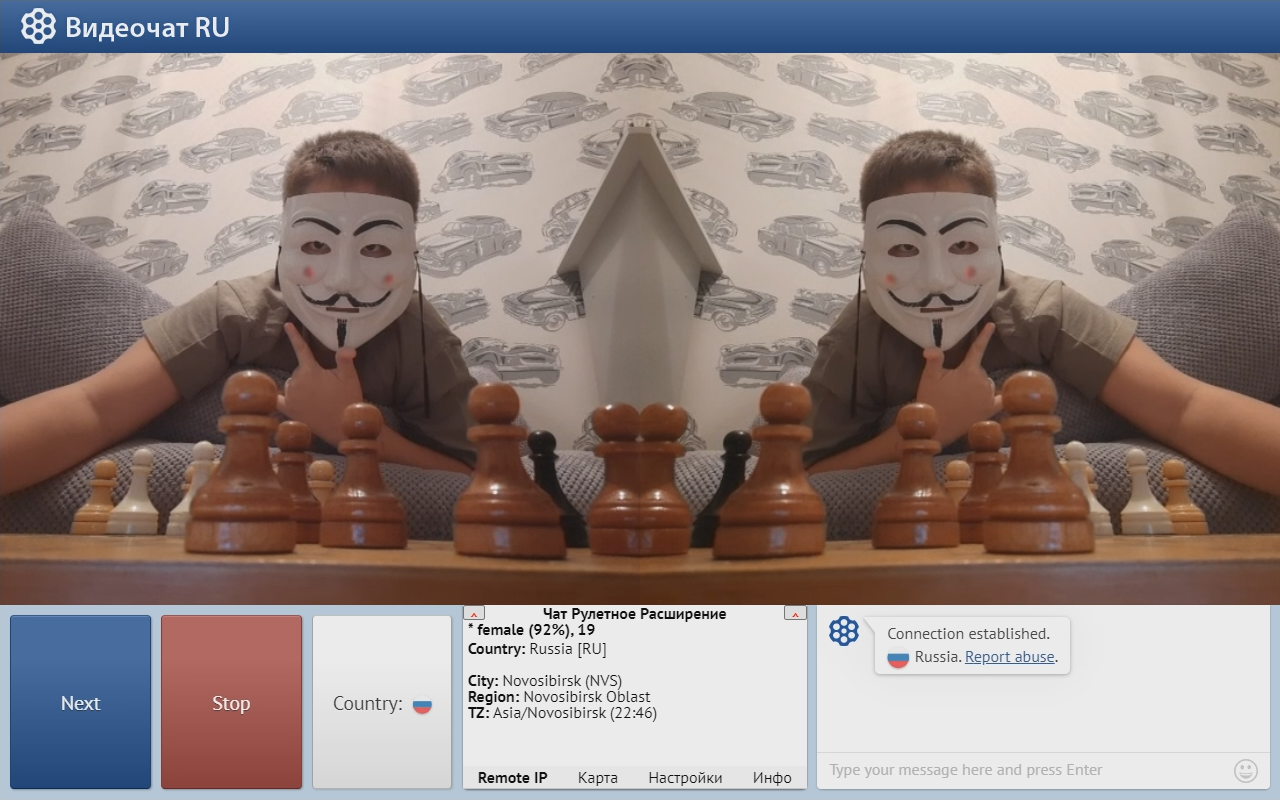 Видеочат RU
Next
Stop
Country:
Чат Рулетное Расширение
* female (92%), 19
Country: Russia [RU]
City: Novosibirsk (NVS)
Region: Novosibirsk Oblast
TZ: Asia/Novosibirsk (22:46)
Remote IP Карта Настройки Инфо
Connection established.
Russia. Report abuse.
Type your message here and press Enter